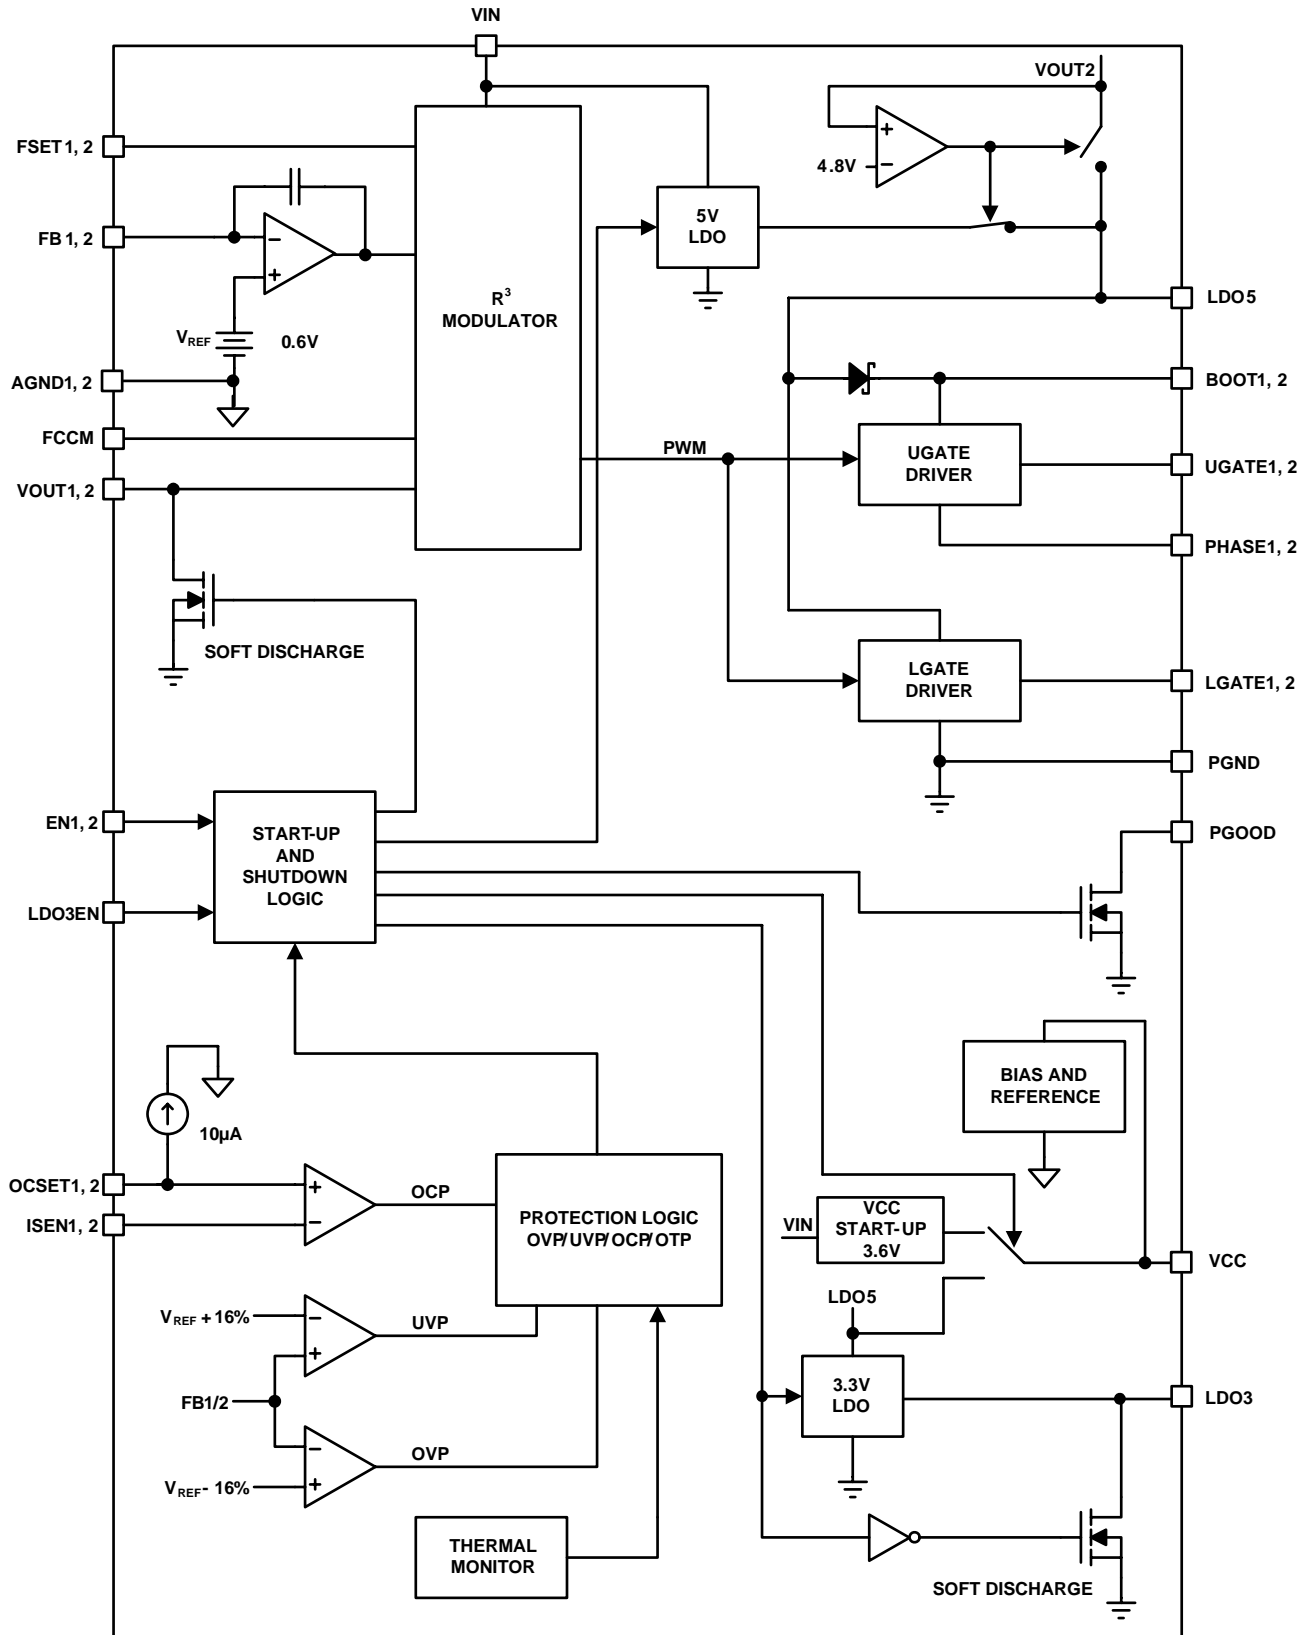 VIN
VOUT2
FSET1, 2
+
−
4.8V
5V
LDO
FB1, 2
−
+
R³
MODULATOR
LDO5
VREF
0.6V
AGND1, 2
BOOT1, 2
FCCM
PWM
UGATE
DRIVER
UGATE1, 2
VOUT1, 2
PHASE1, 2
SOFT DISCHARGE
LGATE
DRIVER
LGATE1, 2
PGND
EN1, 2
START-UP
AND
SHUTDOWN
LOGIC
PGOOD
LDO3EN
BIAS AND
REFERENCE
10µA
OCSET1, 2
+
−
OCP
ISEN1, 2
PROTECTION LOGIC
OVP/UVP/OCP/OTP
VIN
VCC
START-UP
3.6V
VCC
LDO5
VREF + 16%
−
+
UVP
FB1/2
3.3V
LDO
LDO3
−
+
OVP
VREF - 16%
THERMAL
MONITOR
SOFT DISCHARGE